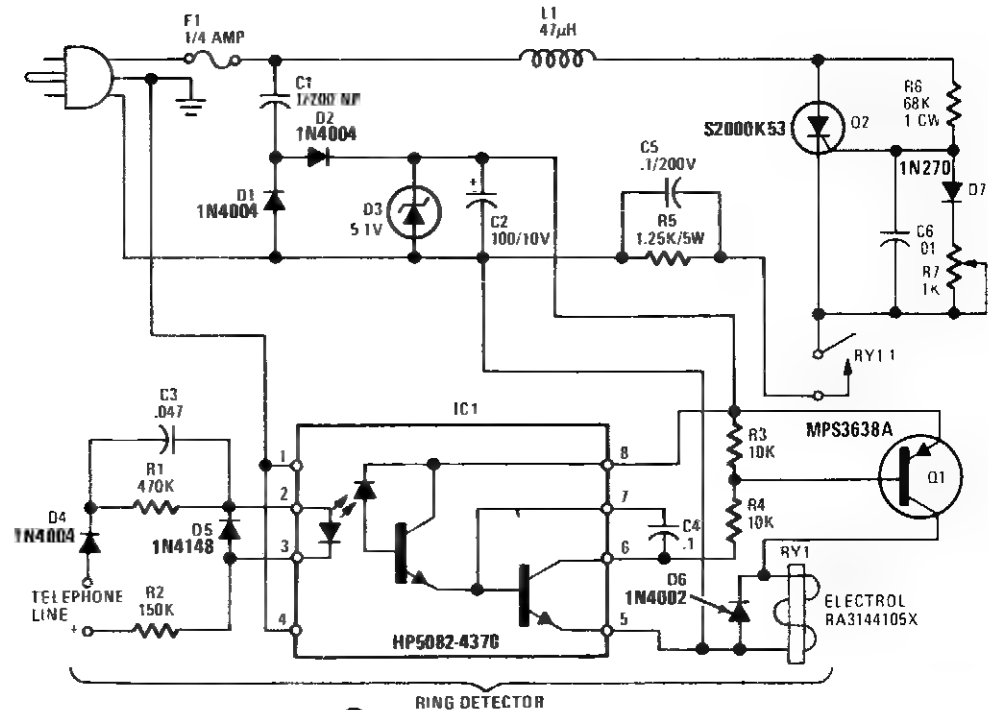 F1
1/4 AMP
L1
47µH
C1
1/200 NP
D2
1N4004
S2000K53
Q2
R6
68K
1 CW
C5
.1/200V
1N270
D7
D1
1N4004
D3
5 1V
+
C2
100/10V
R5
1.25K/5W
C6
01
R7
1K
RY1 1
C3
.047
IC1
MPS3638A
R1
470K
1
8
R3
10K
Q1
2
7
D4
1N4004
D5
1N4148
R4
10K
C4
.1
3
6
TELEPHONE
LINE
+
R2
150K
D6
1N4002
RY1
ELECTROL
RA3144105X
4
5
HP5082-4370
RING DETECTOR